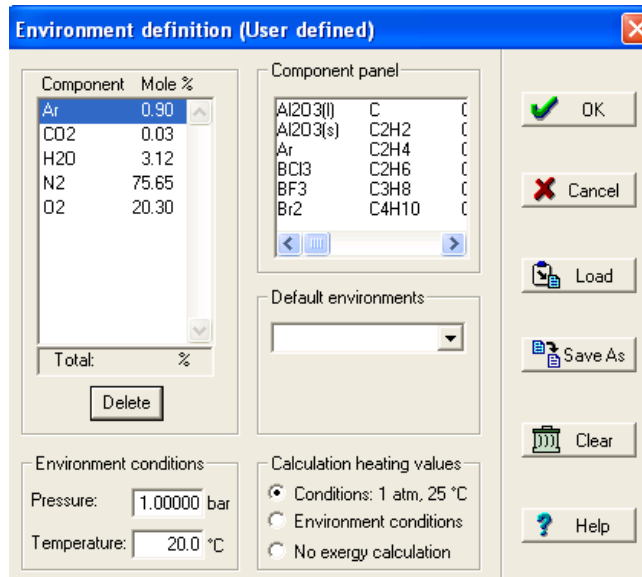 Environment definition (User defined)
Component Mole %
Ar 0.90
CO2 0.03
H2O 3.12
N2 75.65
O2 20.30
Total: %
Delete
Component panel
Al2O3(l) C
Al2O3(s) C2H2
Ar C2H4
BCl3 C2H6
BF3 C3H8
Br2 C4H10
Default environments
Environment conditions
Pressure: 1.00000 bar
Temperature: 20.0 °C
Calculation heating values
Conditions: 1 atm, 25 °C
Environment conditions
No exergy calculation
OK
Cancel
Load
Save As
Clear
Help